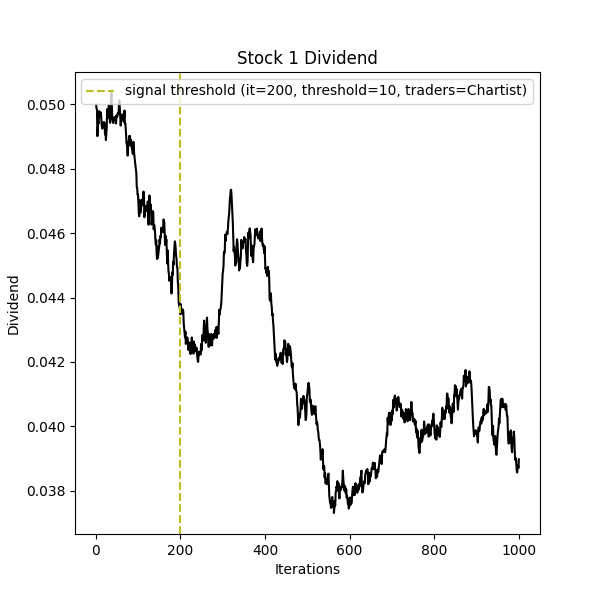 Stock 1 Dividend
signal threshold (it=200, threshold=10, traders=Chartist)
0.050
0.048
0.046
0.044
0.042
0.040
0.038
Dividend
0 200 400 600 800 1000
Iterations